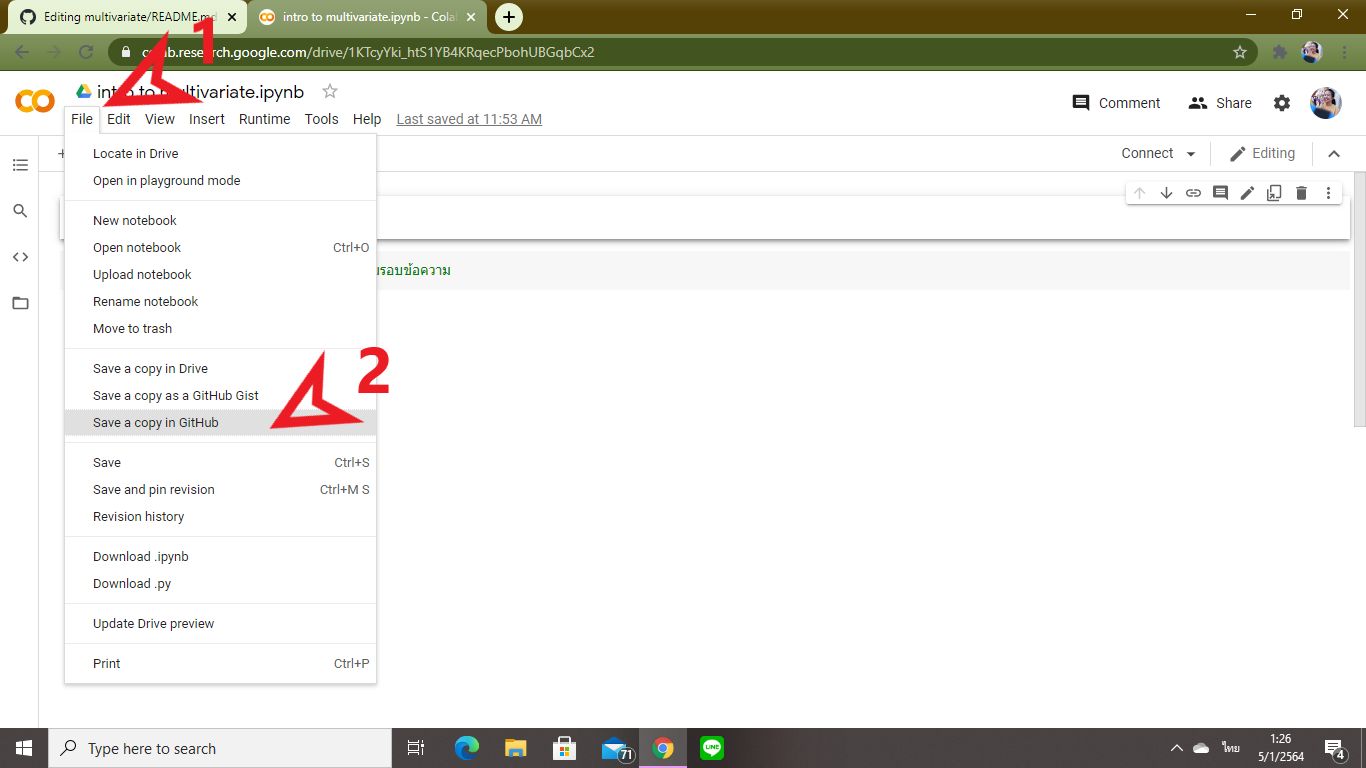 Editing multivariate/README.md
intro to multivariate.ipynb - Cola
1
research.google.com/drive/1KTcyYki_htS1YB4KRqecPbohUBGqbCx2
intro to multivariate.ipynb
Comment
Share
File Edit View Insert Runtime Tools Help Last saved at 11:53 AM
Connect
Editing
Locate in Drive
Open in playground mode
New notebook
Open notebook Ctrl+O
Upload notebook
Rename notebook
Move to trash
รอบข้อความ
Save a copy in Drive
Save a copy as a GitHub Gist
Save a copy in GitHub
2
Save Ctrl+S
Save and pin revision Ctrl+M S
Revision history
Download .ipynb
Download .py
Update Drive preview
Print Ctrl+P
Type here to search
71
LINE
ไทย
1:26
5/1/2564
4